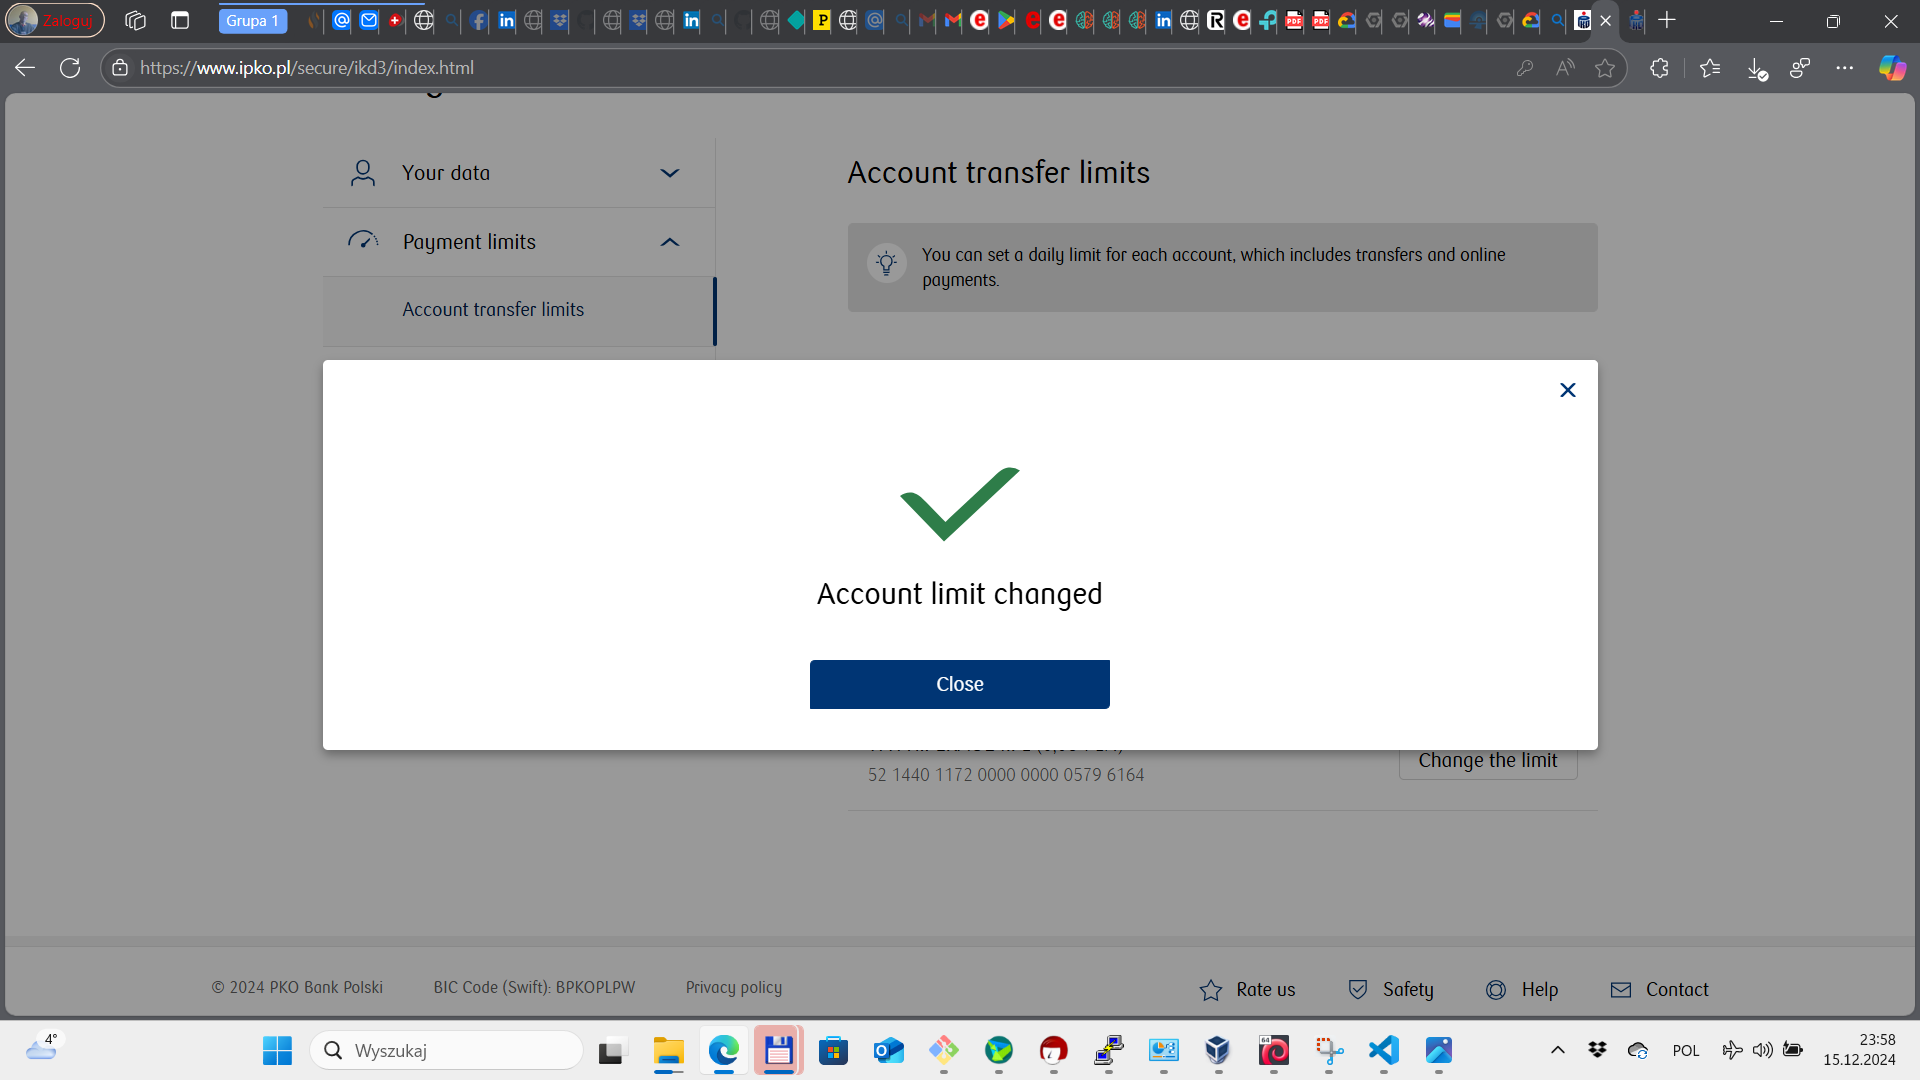 Zaloguj
Grupa 1
https://www.ipko.pl/secure/ikd3/index.html
Your data
Payment limits
Account transfer limits
Account transfer limits
You can set a daily limit for each account, which includes transfers and online
payments.
Account limit changed
Close
52 1440 1172 0000 0000 0579 6164
Change the limit
© 2024 PKO Bank Polski
BIC Code (Swift): BPKOPLPW
Privacy policy
Rate us
Safety
Help
Contact
4°
Wyszukaj
POL
23:58
15.12.2024